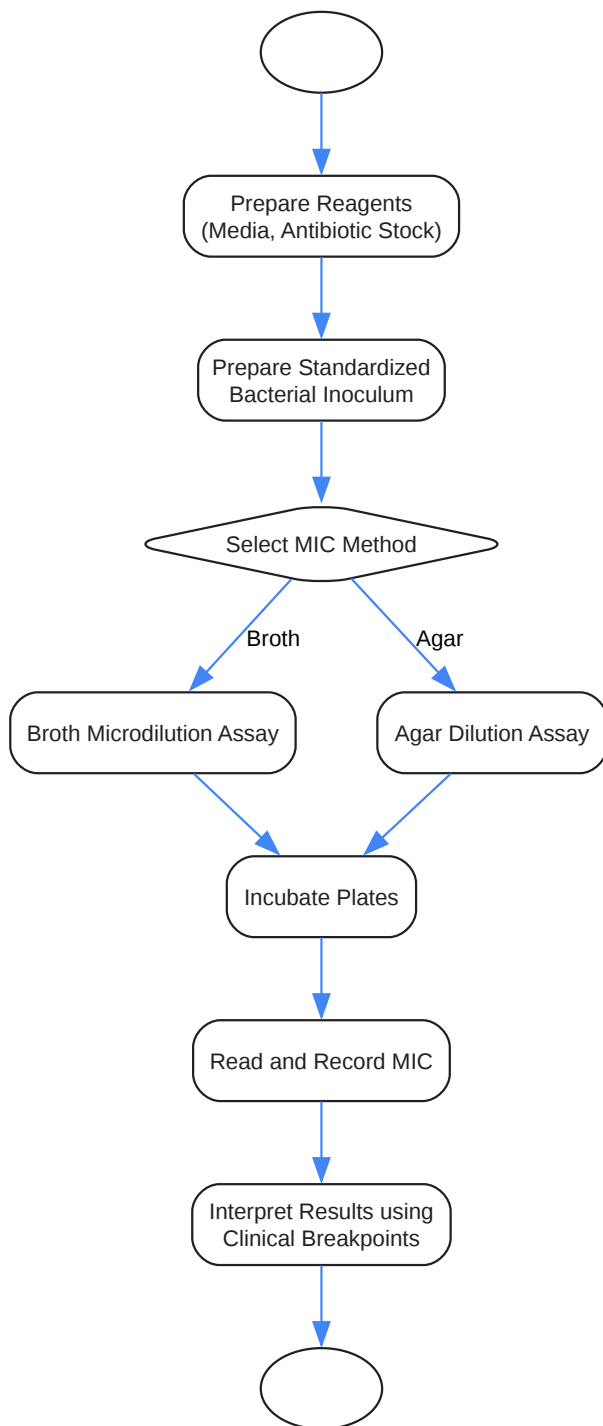 Prepare Reagents
(Media, Antibiotic Stock)
Prepare Standardized
Bacterial Inoculum
Select MIC Method
Broth
Agar
Broth Microdilution Assay
Agar Dilution Assay
Incubate Plates
Read and Record MIC
Interpret Results using
Clinical Breakpoints